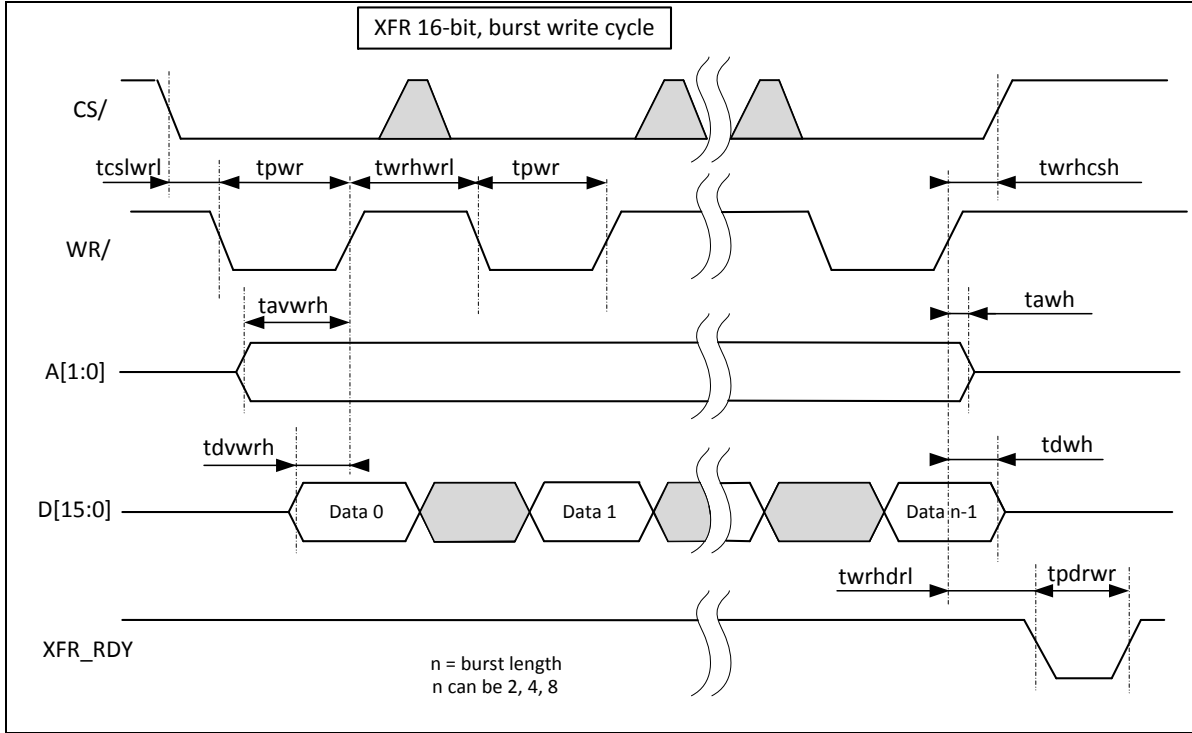 XFR 16-bit, burst write cycle
CS/
tcslwrl tpwr twrhwrl tpwr twrhcsh
WR/
tavwrh tawh
A[1:0]
tdvwrh tdwh
D[15:0] Data 0 Data 1 Data n-1
twrhdrl tpdrwr
XFR_RDY
n = burst length
n can be 2, 4, 8